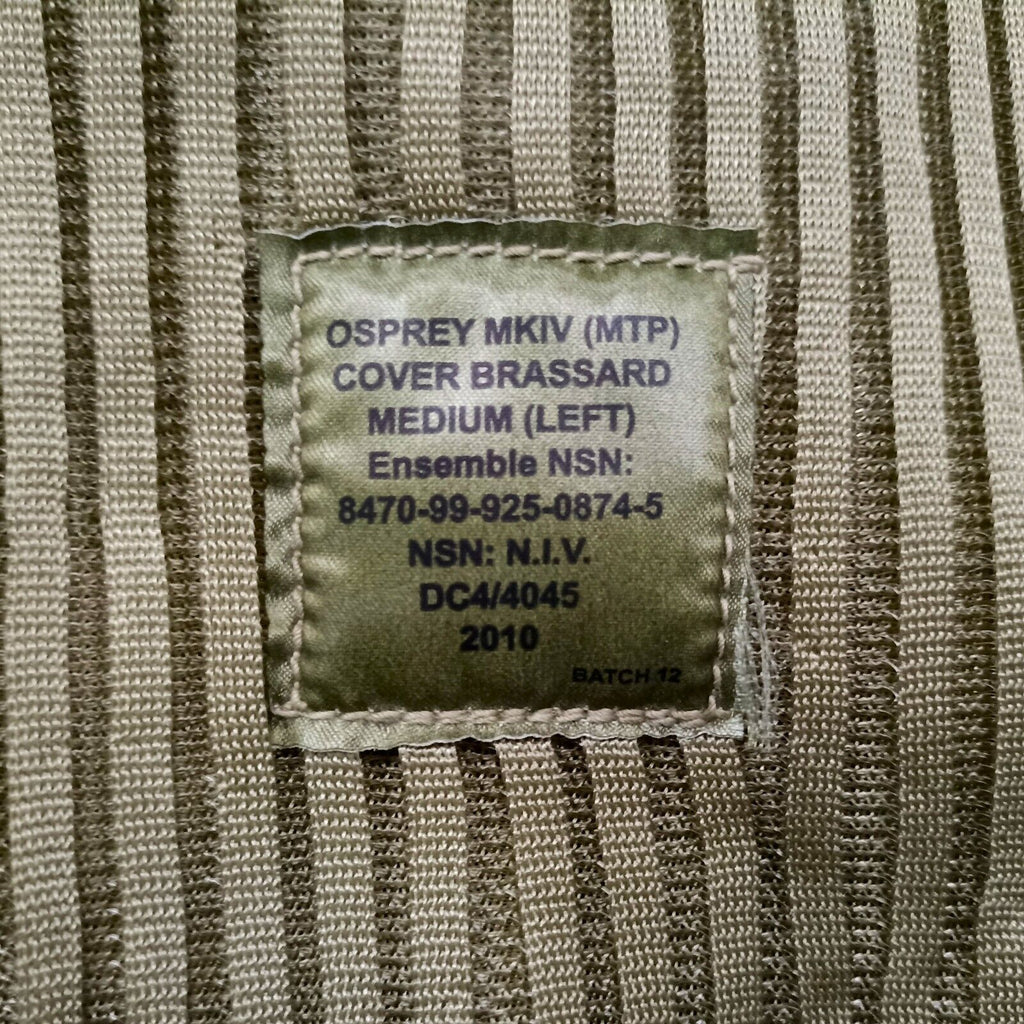 OSPREY MKIV (MTP)
COVER BRASSARD
MEDIUM (LEFT)
Ensemble NSN:
8470-99-925-0874-5
NSN: N.I.V.
DC4/4045
2010
BATCH 12